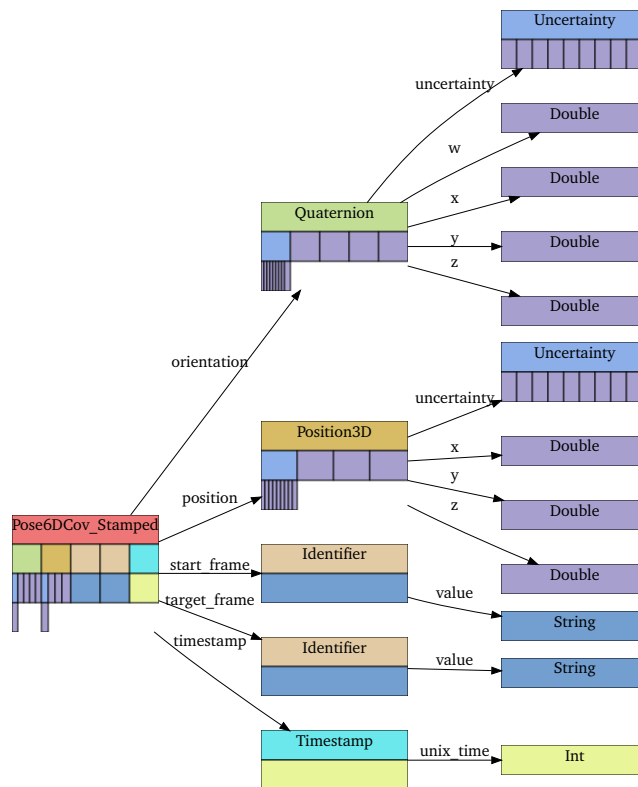 Uncertainty
uncertainty
Double
w
Double
x
Quaternion
y
Double
z
Double
orientation
Uncertainty
uncertainty
Position3D
x
Double
y
Double
position
z
Pose6DCov_Stamped
start_frame
Identifier
Double
target_frame
value
String
timestamp
Identifier
value
String
Timestamp
unix_time
Int